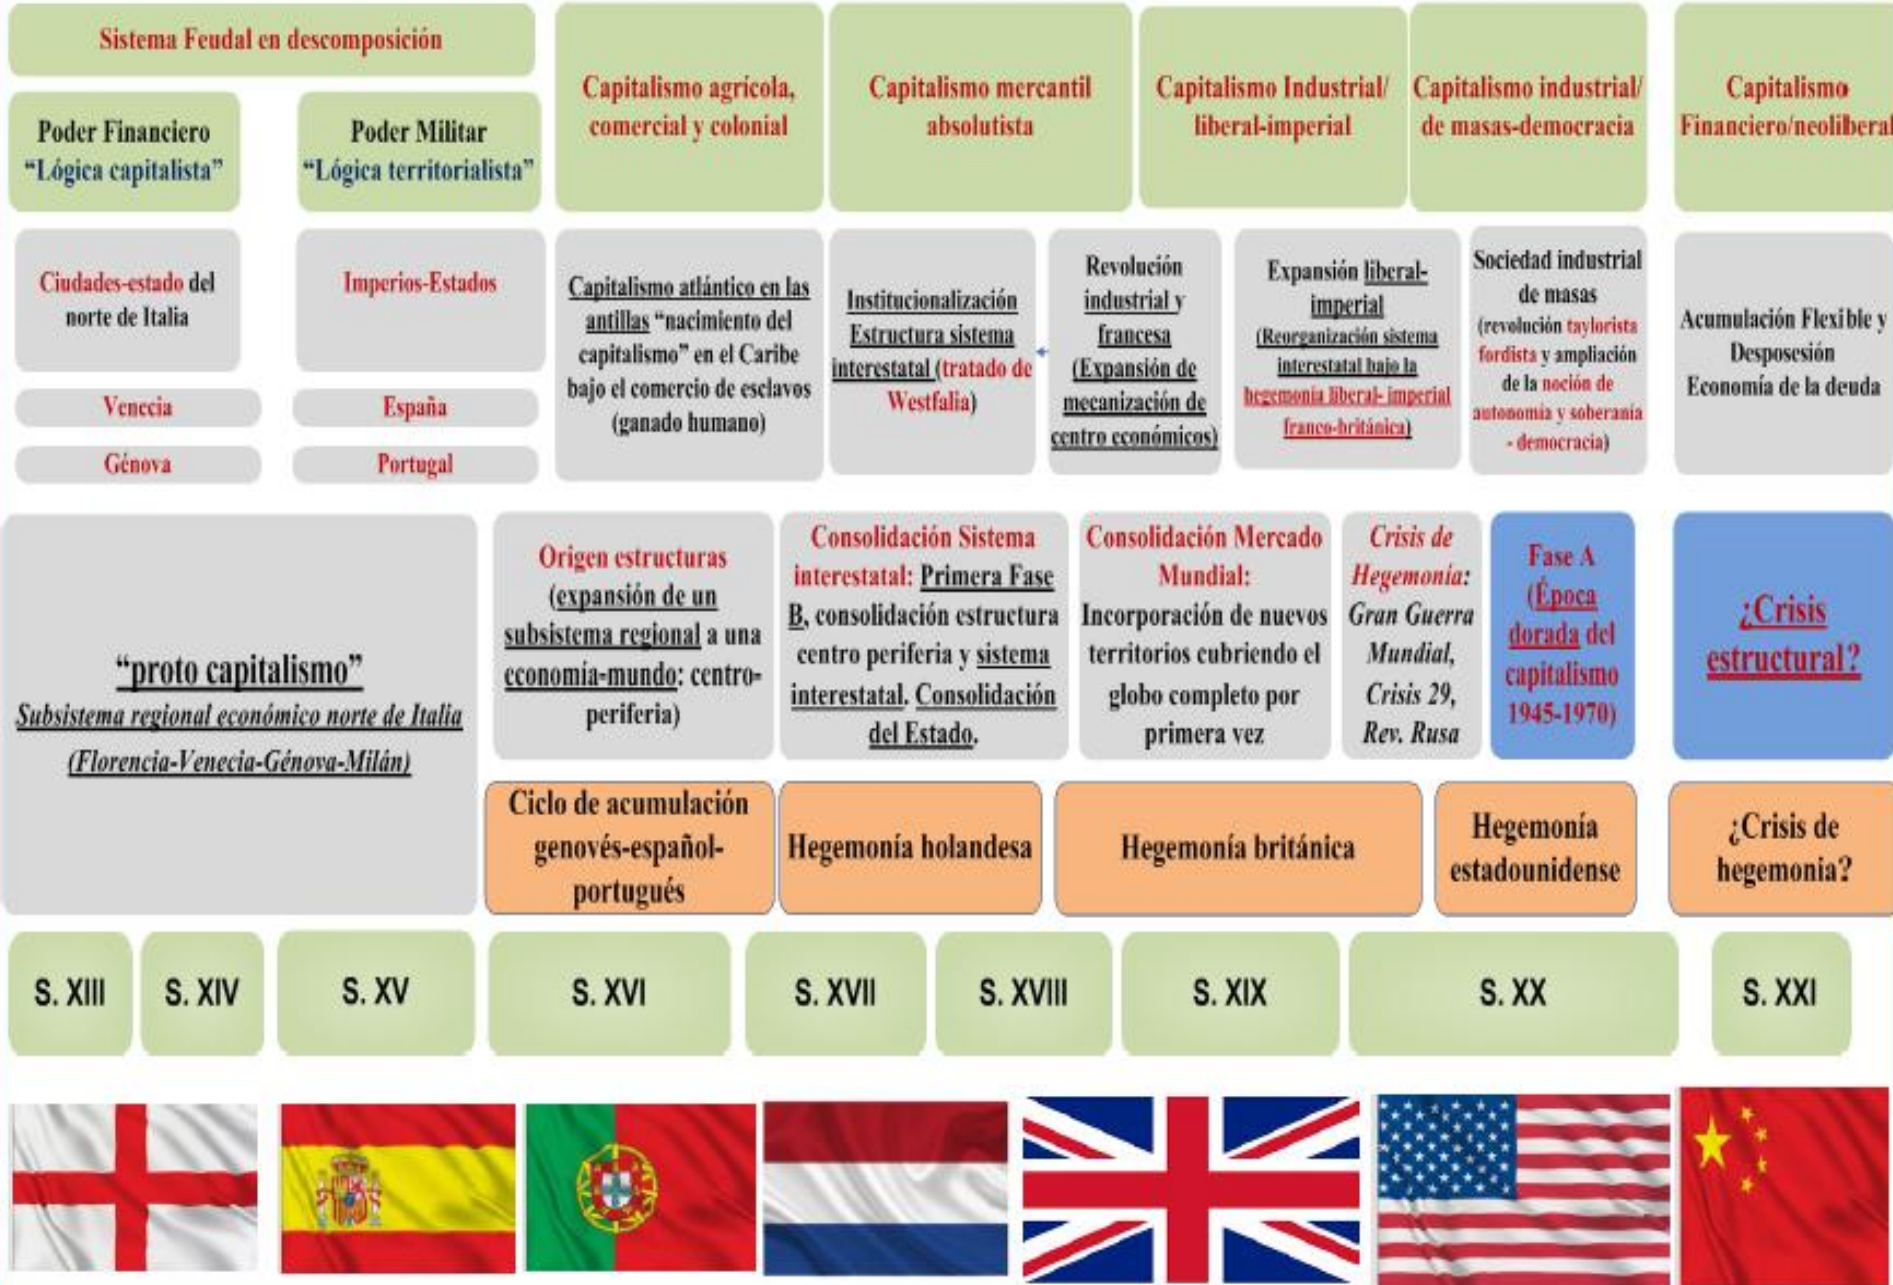 Sistema Feudal en descomposición
Poder Financiero
“Lógica capitalista”
Poder Militar
“Lógica territorialista”
Capitalismo agrícola,
comercial y colonial
Capitalismo mercantil
absolutista
Capitalismo Industrial/
liberal-imperial
Capitalismo industrial/
de masas-democracia
Capitalismo
Financiero/neoliberal
Ciudades-estado del
norte de Italia
Venecia
Génova
Imperios-Estados
España
Portugal
Capitalismo atlántico en las
antillas “nacimiento del
capitalismo” en el Caribe
bajo el comercio de esclavos
(ganado humano)
Institucionalización
Estructura sistema
interestatal (tratado de
Westfalia)
Revolución
industrial y
francesa
(Expansión de
mecanización de
centro económicos)
Expansión liberal-
imperial
(Reorganización sistema
interestatal bajo la
hegemonía liberal- imperial
franco-británica)
Sociedad industrial
de masas
(revolución taylorista
fordista y ampliación
de la noción de
autonomía y soberanía
- democracia)
Acumulación Flexible y
Desposesión
Economía de la deuda
“proto capitalismo”
Subsistema regional económico norte de Italia
(Florencia-Venecia-Génova-Milán)
Origen estructuras
(expansión de un
subsistema regional a una
economía-mundo: centro-
periferia)
Consolidación Sistema
interestatal: Primera Fase
B, consolidación estructura
centro periferia y sistema
interestatal. Consolidación
del Estado.
Consolidación Mercado
Mundial:
Incorporación de nuevos
territorios cubriendo el
globo completo por
primera vez
Crisis de
Hegemonía:
Gran Guerra
Mundial,
Crisis 29,
Rev. Rusa
Fase A
(Época
dorada del
capitalismo
1945-1970)
¿Crisis
estructural?
Ciclo de acumulación
genovés-español-
portugués
Hegemonía holandesa
Hegemonía británica
Hegemonía
estadounidense
¿Crisis de
hegemonia?
S. XIII
S. XIV
S. XV
S. XVI
S. XVII
S. XVIII
S. XIX
S. XX
S. XXI